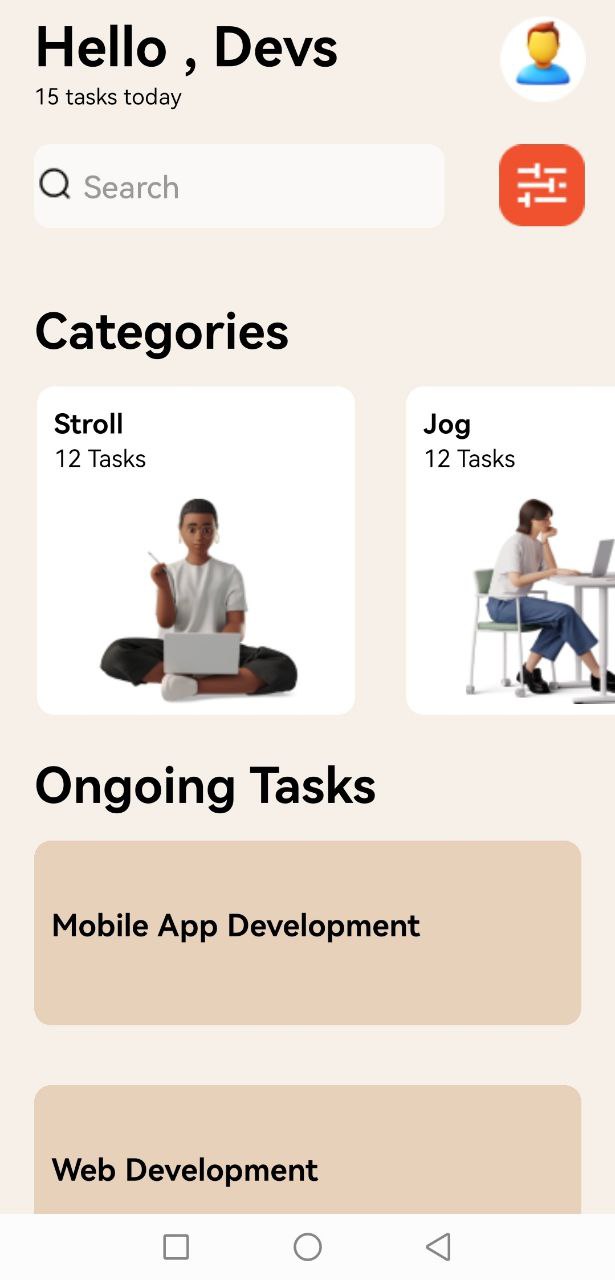 Hello , Devs
15 tasks today
Search
Categories
Stroll
12 Tasks
Jog
12 Tasks
Ongoing Tasks
Mobile App Development
Web Development